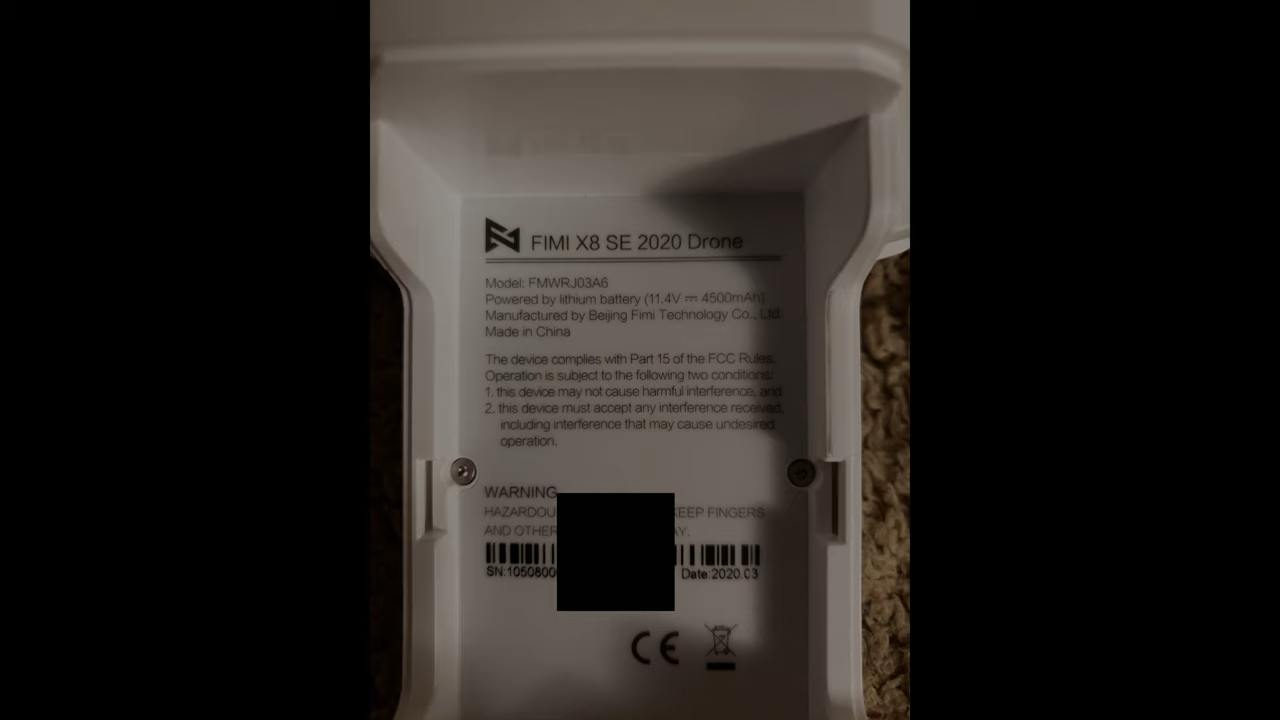 FIMI X8 SE 2020 Drone
Model: FMWRJ03A6
Powered by lithium battery (11.4V ⎓ 4500mAh)
Manufactured by Beijing Fimi Technology Co., Ltd.
Made in China
The device complies with Part 15 of the FCC Rules.
Operation is subject to the following two conditions:
1. this device may not cause harmful interference, and
2. this device must accept any interference received,
including interference that may cause undesired
operation.
WARNING
KEEP FINGERS
AND OTHER
SN:1050800 Date:2020.03
CE